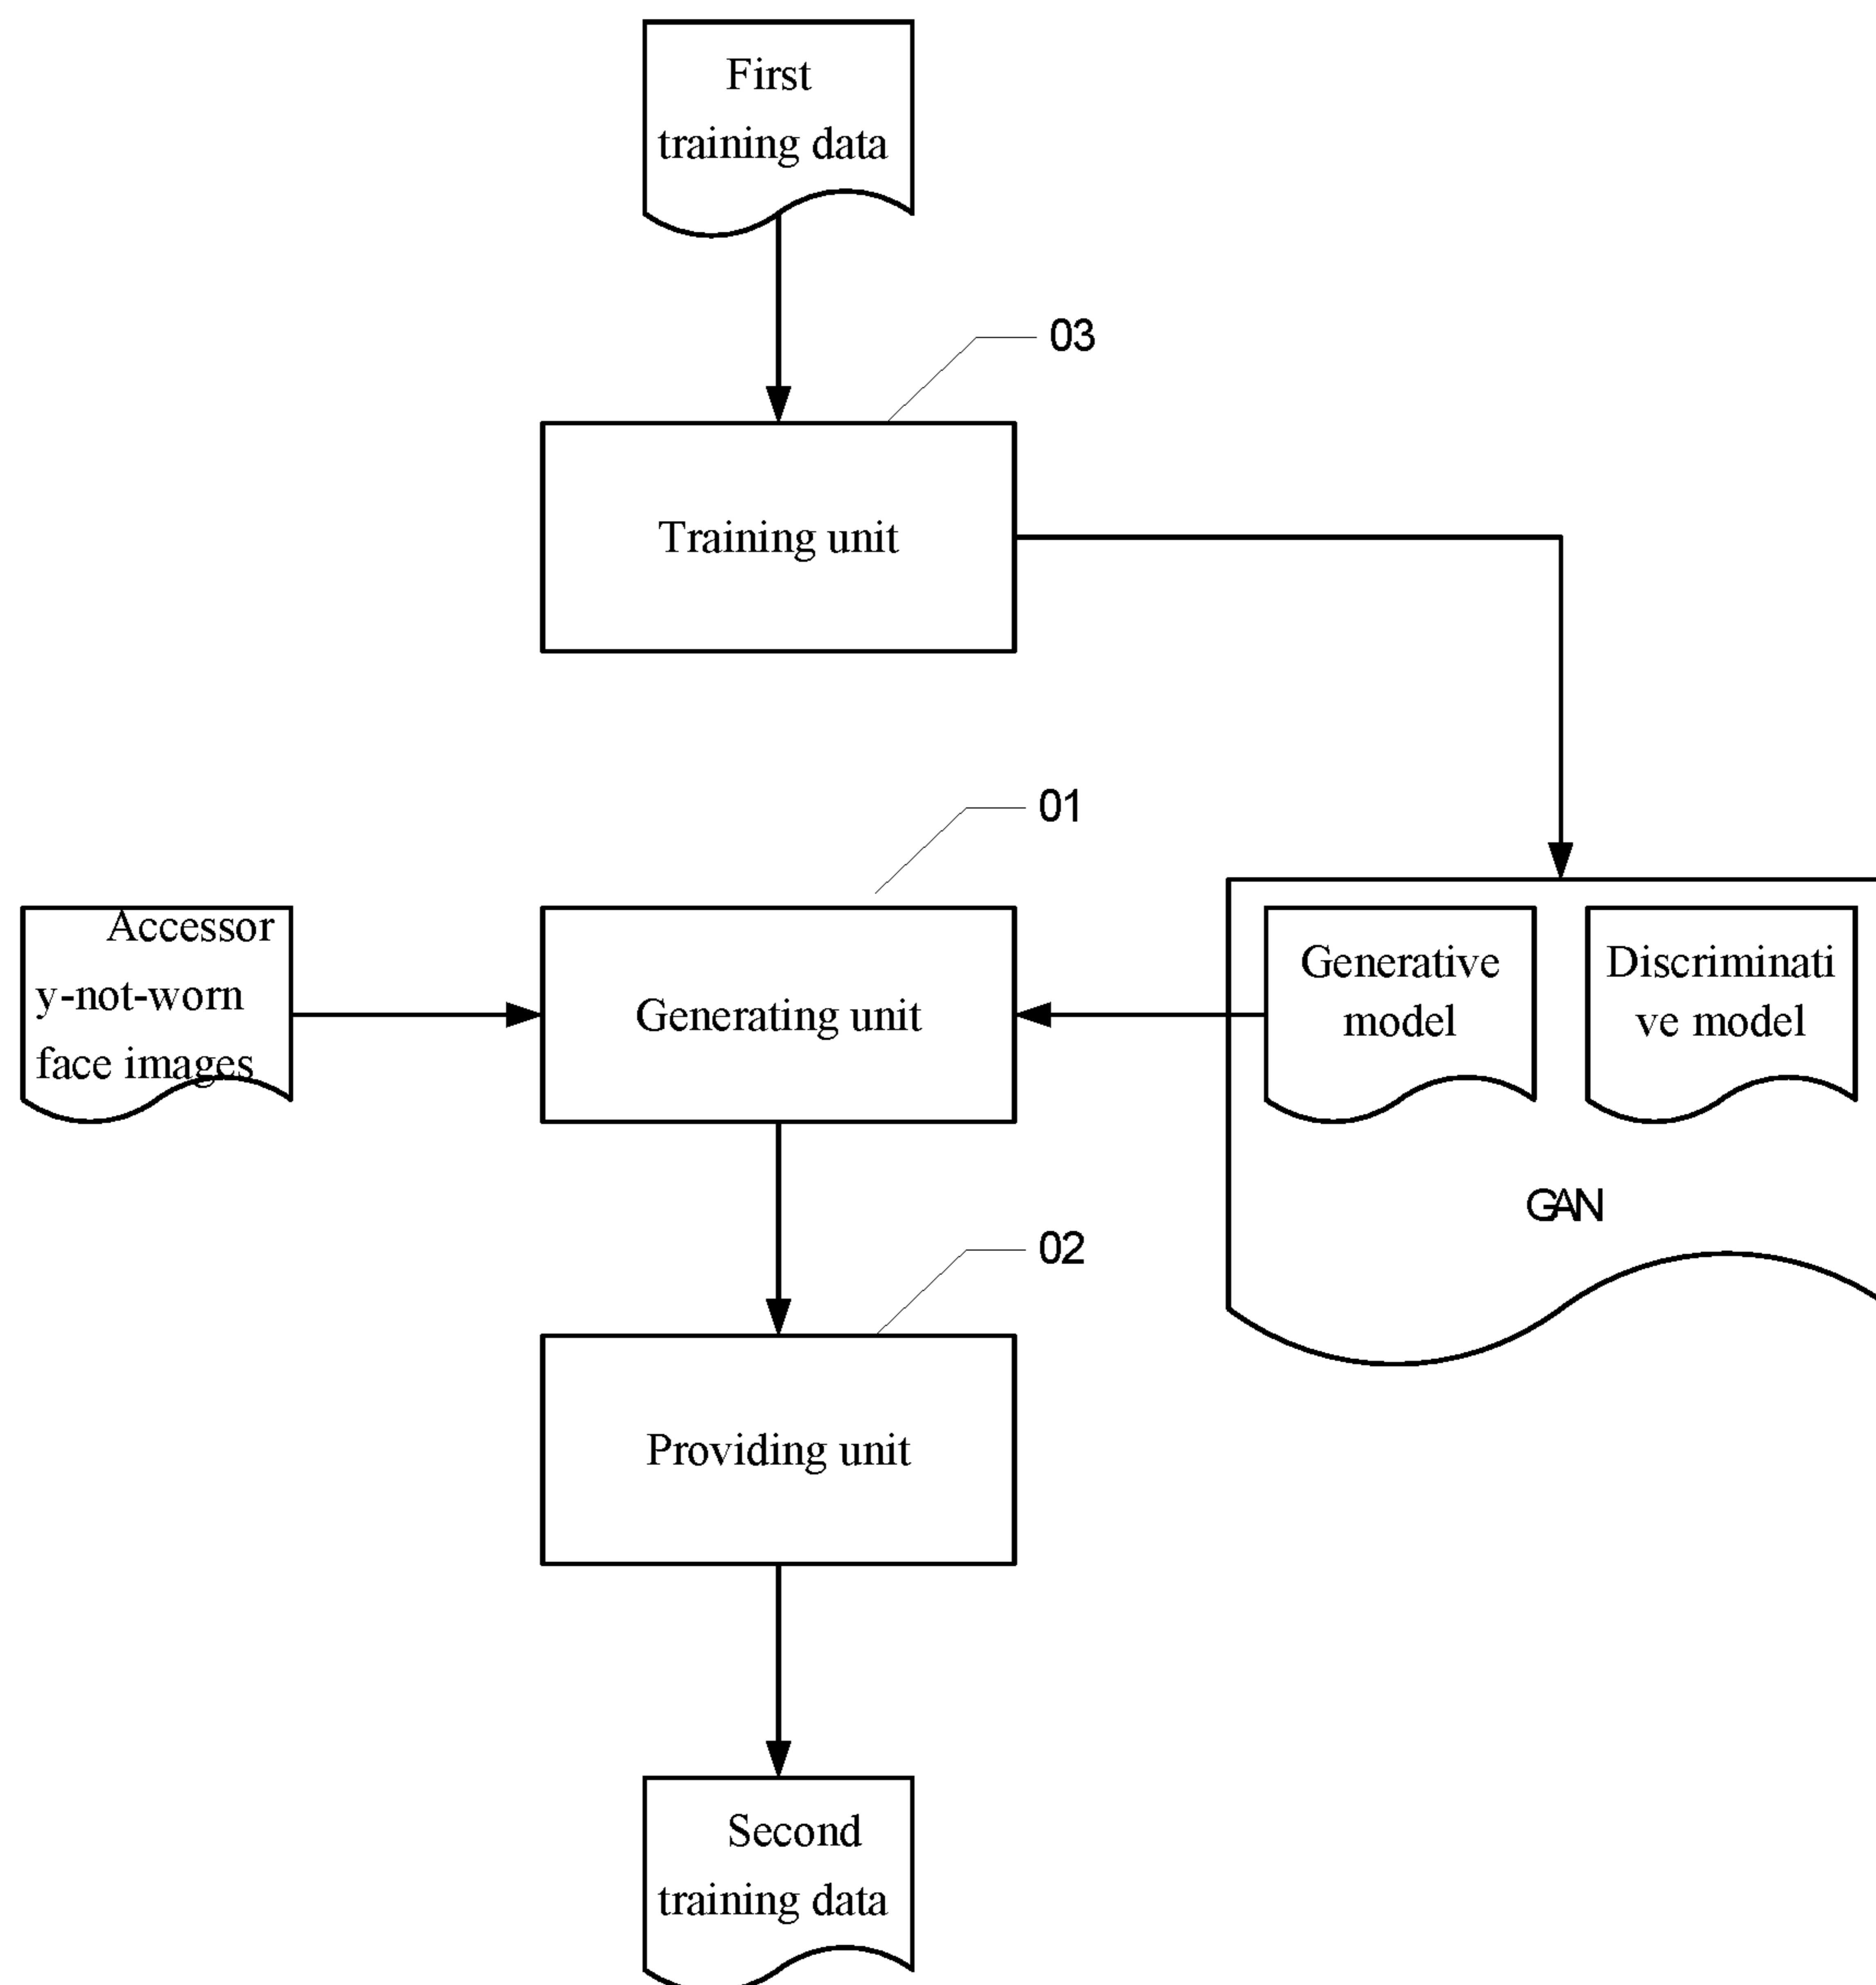 First
training data
03
Training unit
01
Accessor
y-not-worn
face images
Generating unit
Generative
model
Discriminati
ve model
GAN
02
Providing unit
Second
training data